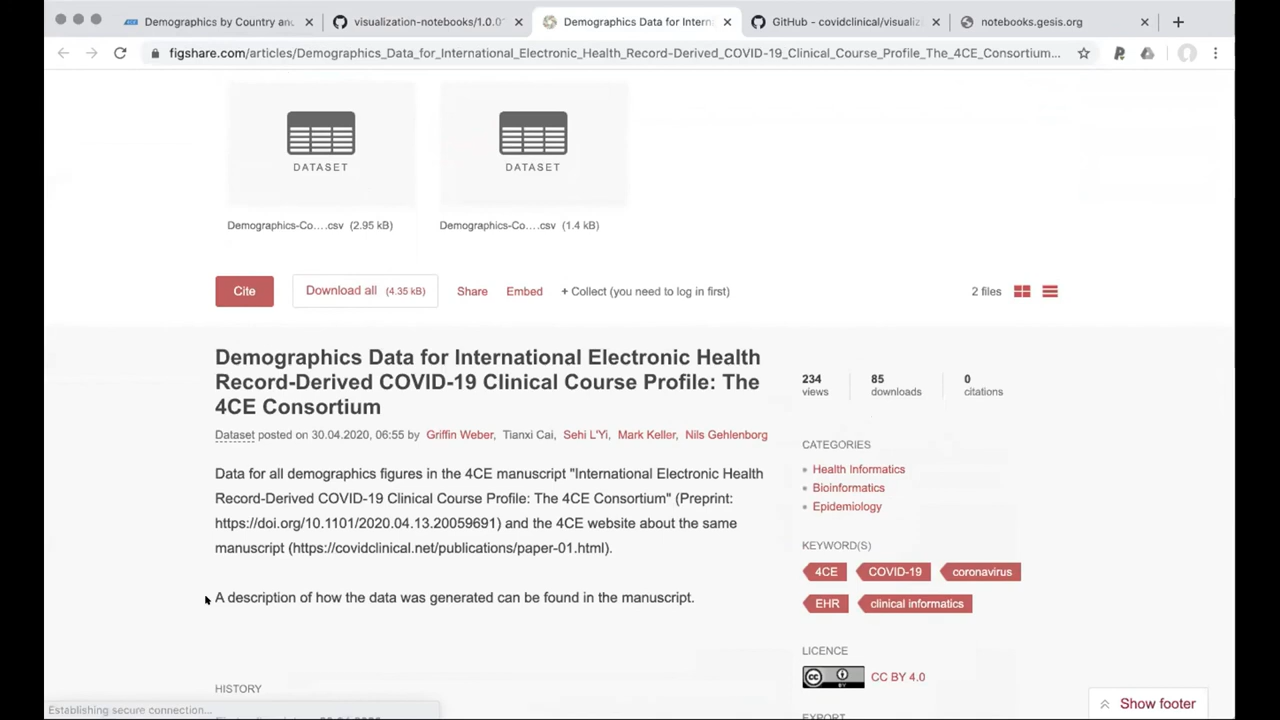 Demographics by Country an
visualization-notebooks/1.0.0
Demographics Data for Intern
GitHub - covidclinical/visualiz
notebooks.gesis.org
figshare.com/articles/Demographics_Data_for_International_Electronic_Health_Record-Derived_COVID-19_Clinical_Course_Profile_The_4CE_Consortium...
DATASET
DATASET
Demographics-Co....csv (2.95 kB)
Demographics-Co....csv (1.4 kB)
Cite
Download all (4.35 kB)
Share
Embed
+ Collect (you need to log in first)
2 files
Demographics Data for International Electronic Health
Record-Derived COVID-19 Clinical Course Profile: The
4CE Consortium
Dataset posted on 30.04.2020, 06:55 by Griffin Weber, Tianxi Cai, Sehi L'Yi, Mark Keller, Nils Gehlenborg
Data for all demographics figures in the 4CE manuscript "International Electronic Health
Record-Derived COVID-19 Clinical Course Profile: The 4CE Consortium" (Preprint:
https://doi.org/10.1101/2020.04.13.20059691) and the 4CE website about the same
manuscript (https://covidclinical.net/publications/paper-01.html).
A description of how the data was generated can be found in the manuscript.
HISTORY
234 85 0
views downloads citations
CATEGORIES
Health Informatics
Bioinformatics
Epidemiology
KEYWORD(S)
4CE COVID-19 coronavirus
EHR clinical informatics
LICENCE
CC BY 4.0
EXPORT
Show footer
Establishing secure connection...